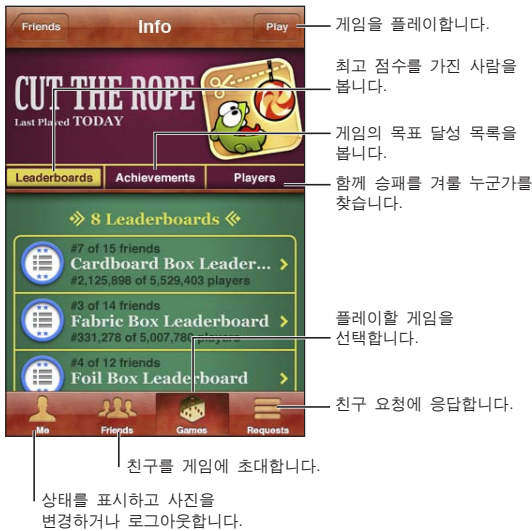 Friends
Info
Play
게임을 플레이합니다.
최고 점수를 가진 사람을
봅니다.
CUT THE ROPE
Last Played TODAY
게임의 목표 달성 목록을
봅니다.
Leaderboards
Achievements
Players
함께 승패를 겨룰 누군가를
찾습니다.
8 Leaderboards
#7 of 15 friends
Cardboard Box Leader...
#2,125,898 of 5,529,403 players
#3 of 14 friends
Fabric Box Leaderboard
#331,278 of 5,007,786 players
플레이할 게임을
선택합니다.
#4 of 12 friends
Foil Box Leaderboard
Me
Friends
Games
Requests
친구 요청에 응답합니다.
친구를 게임에 초대합니다.
상태를 표시하고 사진을
변경하거나 로그아웃합니다.